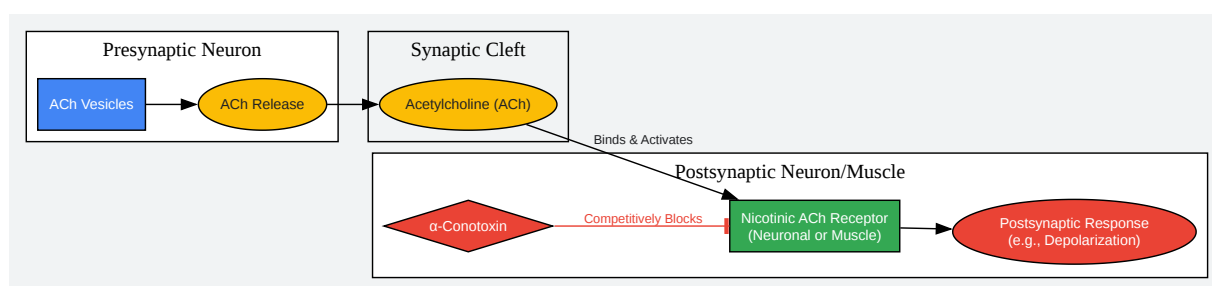 Presynaptic Neuron
Synaptic Cleft
ACh Vesicles
ACh Release
Acetylcholine (ACh)
Binds & Activates
Postsynaptic Neuron/Muscle
α-Conotoxin
Competitively Blocks
Nicotinic ACh Receptor
(Neuronal or Muscle)
Postsynaptic Response
(e.g., Depolarization)